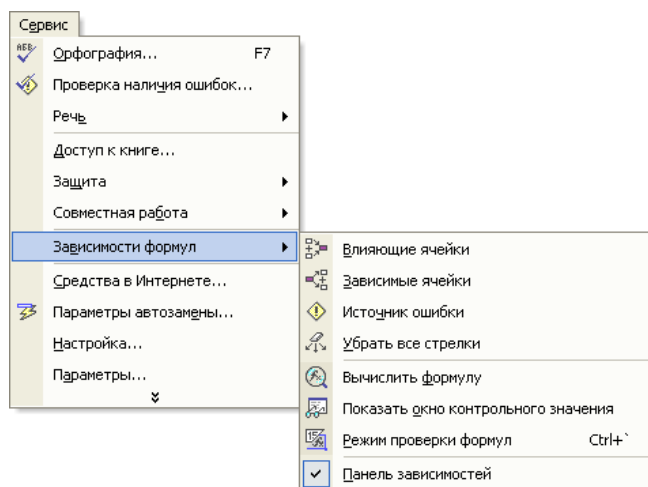 Сервис
Орфография... F7
Проверка наличия ошибок...
Речь
Доступ к книге...
Защита
Совместная работа
Зависимости формул
Средства в Интернете...
Параметры автозамены...
Настройка...
Параметры...
Влияющие ячейки
Зависимые ячейки
Источник ошибки
Убрать все стрелки
Вычислить формулу
Показать окно контрольного значения
Режим проверки формул Ctrl+`
Панель зависимостей